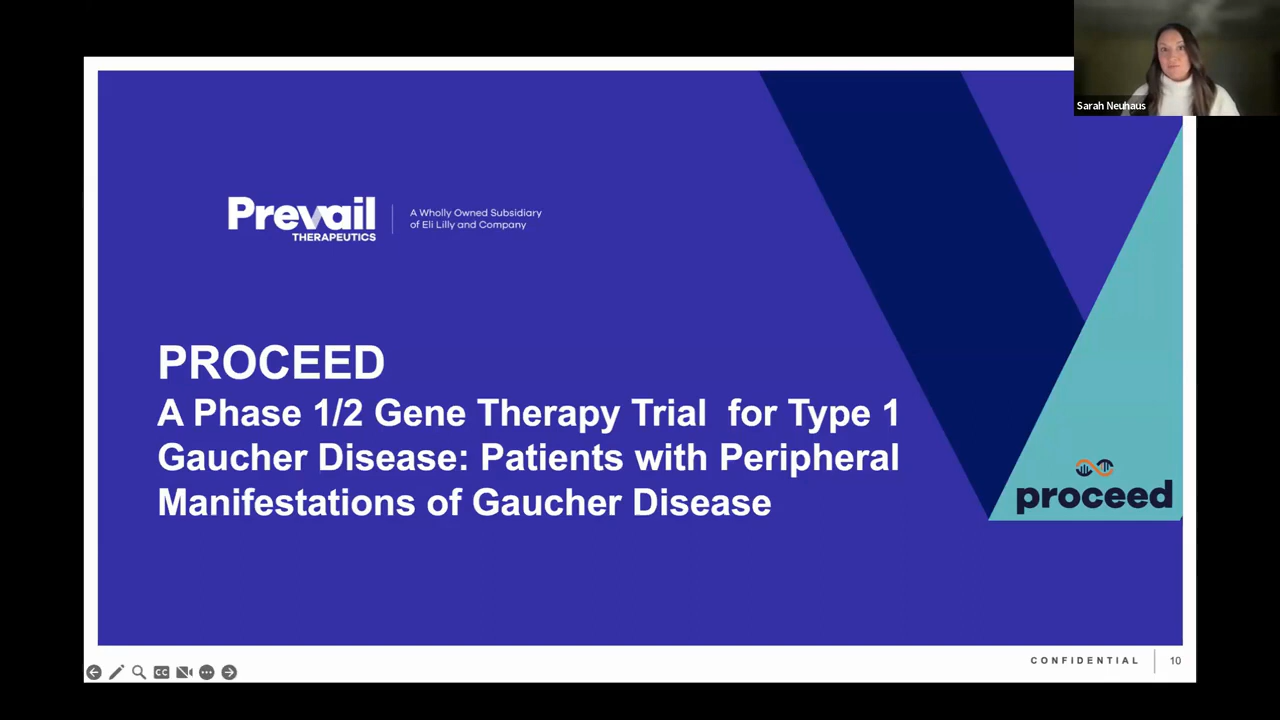 Sarah Neuhaus
Prevail
THERAPEUTICS
A Wholly Owned Subsidiary
of Eli Lilly and Company
PROCEED
A Phase 1/2 Gene Therapy Trial for Type 1
Gaucher Disease: Patients with Peripheral
Manifestations of Gaucher Disease
proceed
CC
CONFIDENTIAL
10